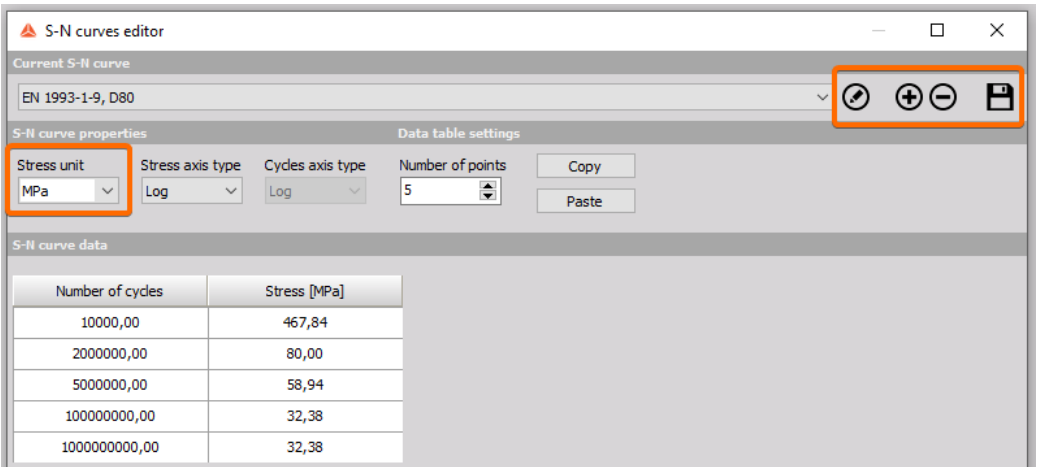 S-N curves editor
Current S-N curve
EN 1993-1-9, D80
S-N curve properties Data table settings
Stress unit Stress axis type Cycles axis type Number of points Copy
MPa Log Log 5 Paste
S-N curve data
Number of cycles Stress [MPa]
10000,00 467,84
2000000,00 80,00
5000000,00 58,94
100000000,00 32,38
1000000000,00 32,38